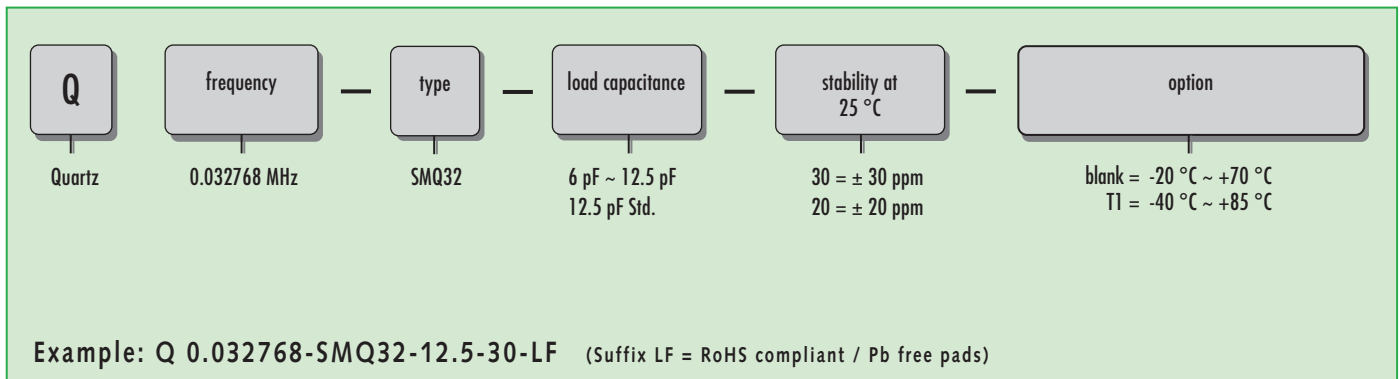 Q
frequency
—
type
—
load capacitance
—
stability at
25 °C
—
option
Quartz
0.032768 MHz
SMQ32
6 pF ~ 12.5 pF
12.5 pF Std.
30 = ± 30 ppm
20 = ± 20 ppm
blank = -20 °C ~ +70 °C
T1 = -40 °C ~ +85 °C
Example: Q 0.032768-SMQ32-12.5-30-LF (Suffix LF = RoHS compliant / Pb free pads)